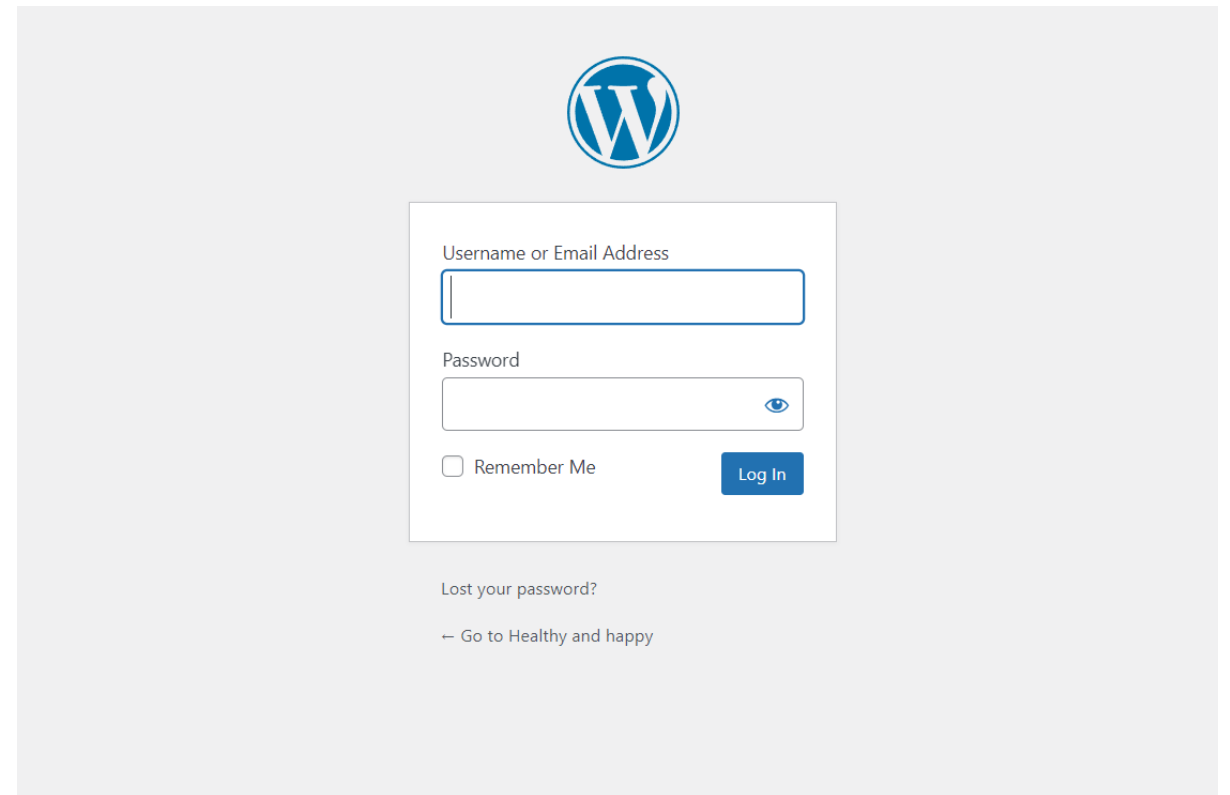 W
Username or Email Address
Password
Remember Me
Log In
Lost your password?
← Go to Healthy and happy